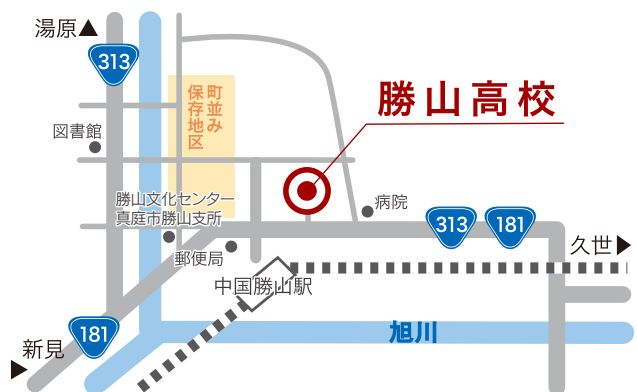 湯原▲
313
町並み
保存地区
勝山高校
図書館
勝山文化センター
真庭市勝山支所
病院
313
181
郵便局
久世▶
中国勝山駅
181
旭川
新見
▶